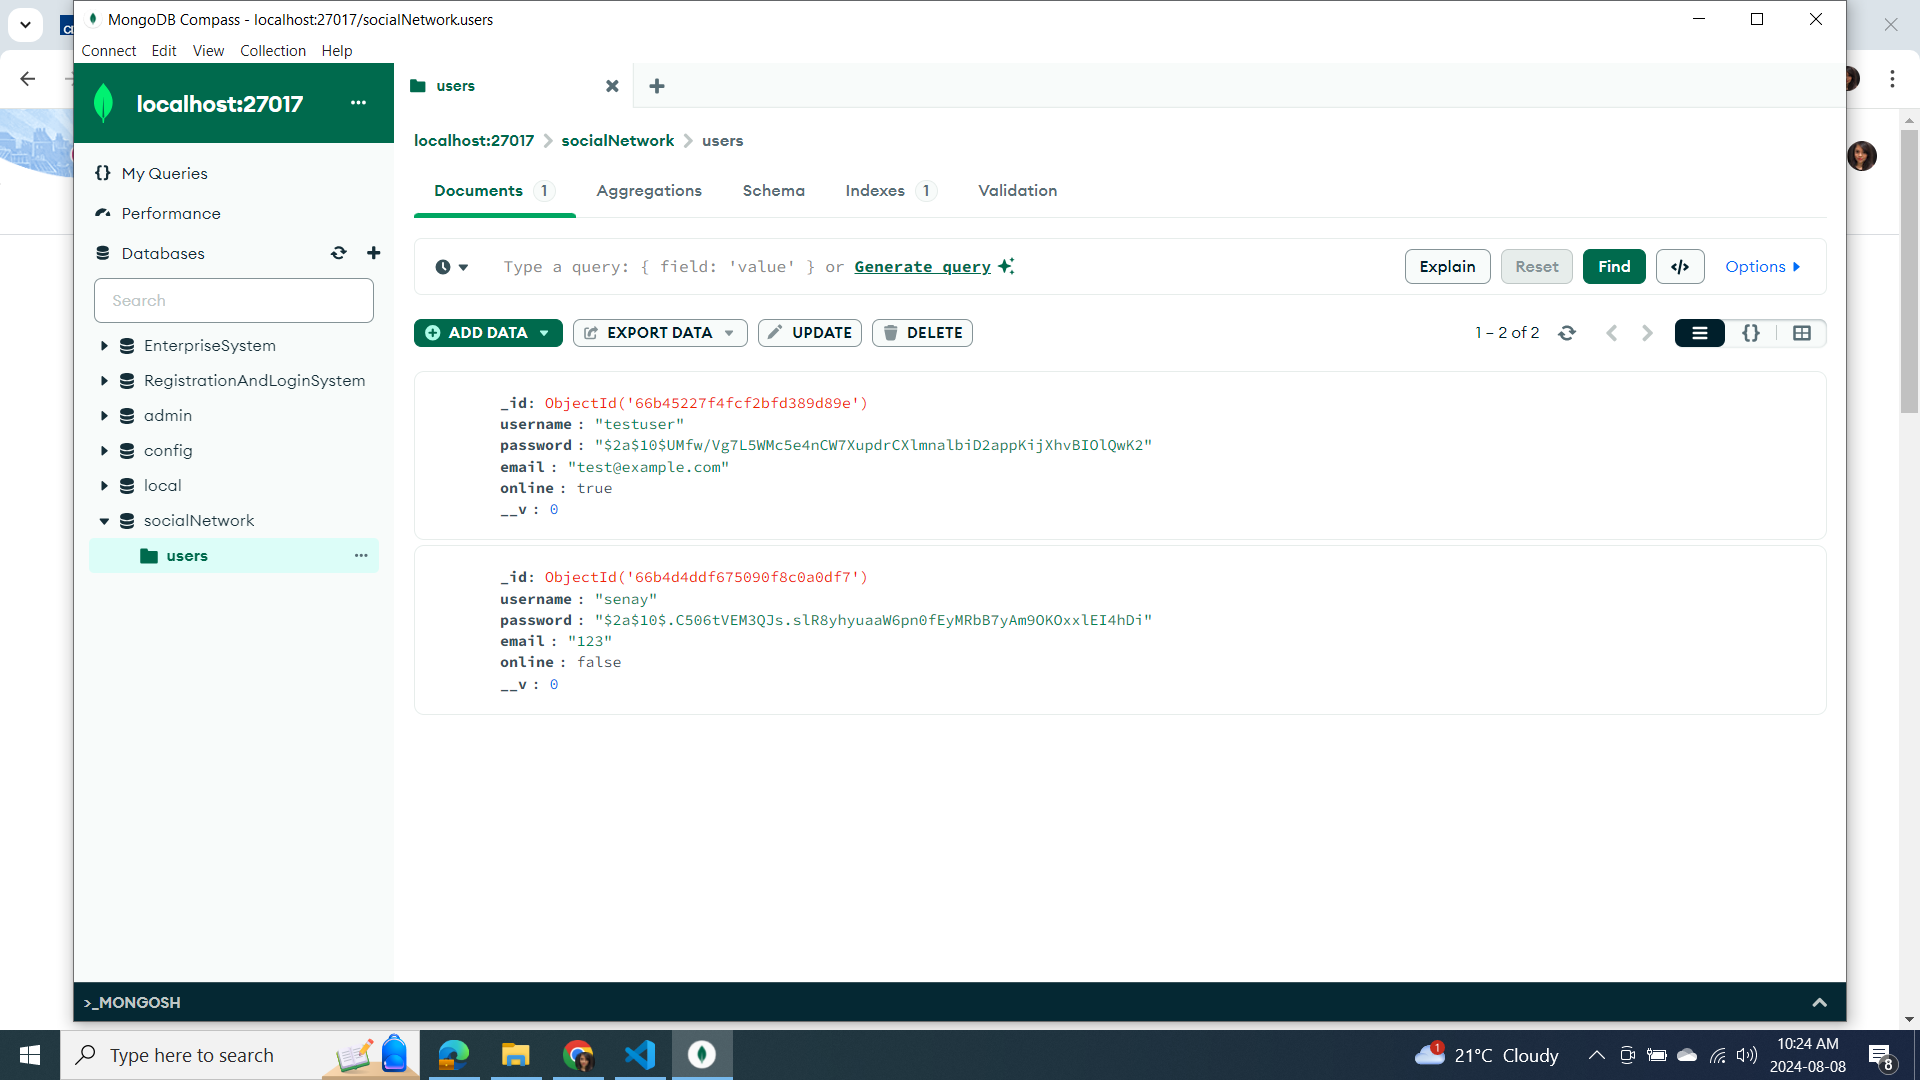 MongoDB Compass - localhost:27017/socialNetwork.users
Connect Edit View Collection Help
localhost:27017
users
My Queries
Performance
Databases
Search
EnterpriseSystem
RegistrationAndLoginSystem
admin
config
local
socialNetwork
users
localhost:27017 socialNetwork users
Documents 1 Aggregations Schema Indexes 1 Validation
Type a query: { field: 'value' } or Generate query
Explain Reset Find </> Options
ADD DATA EXPORT DATA UPDATE DELETE
1 – 2 of 2
_id: ObjectId('66b45227f4fcf2bfd389d89e')
username : "testuser"
password : "$2a$10$UMfw/Vg7L5WMc5e4nCW7XupdrCXlmnalbiD2appKijXhvBIOlQwK2"
email : "test@example.com"
online : true
__v : 0
_id: ObjectId('66b4d4ddf675090f8c0a0df7')
username : "senay"
password : "$2a$10$.C506tVEM3QJs.slR8yhyuaaW6pn0fEyMRbB7yAm9OKOxxlEI4hDi"
email : "123"
online : false
__v : 0
>_MONGOSH
Type here to search
1
21°C Cloudy
10:24 AM
2024-08-08
8